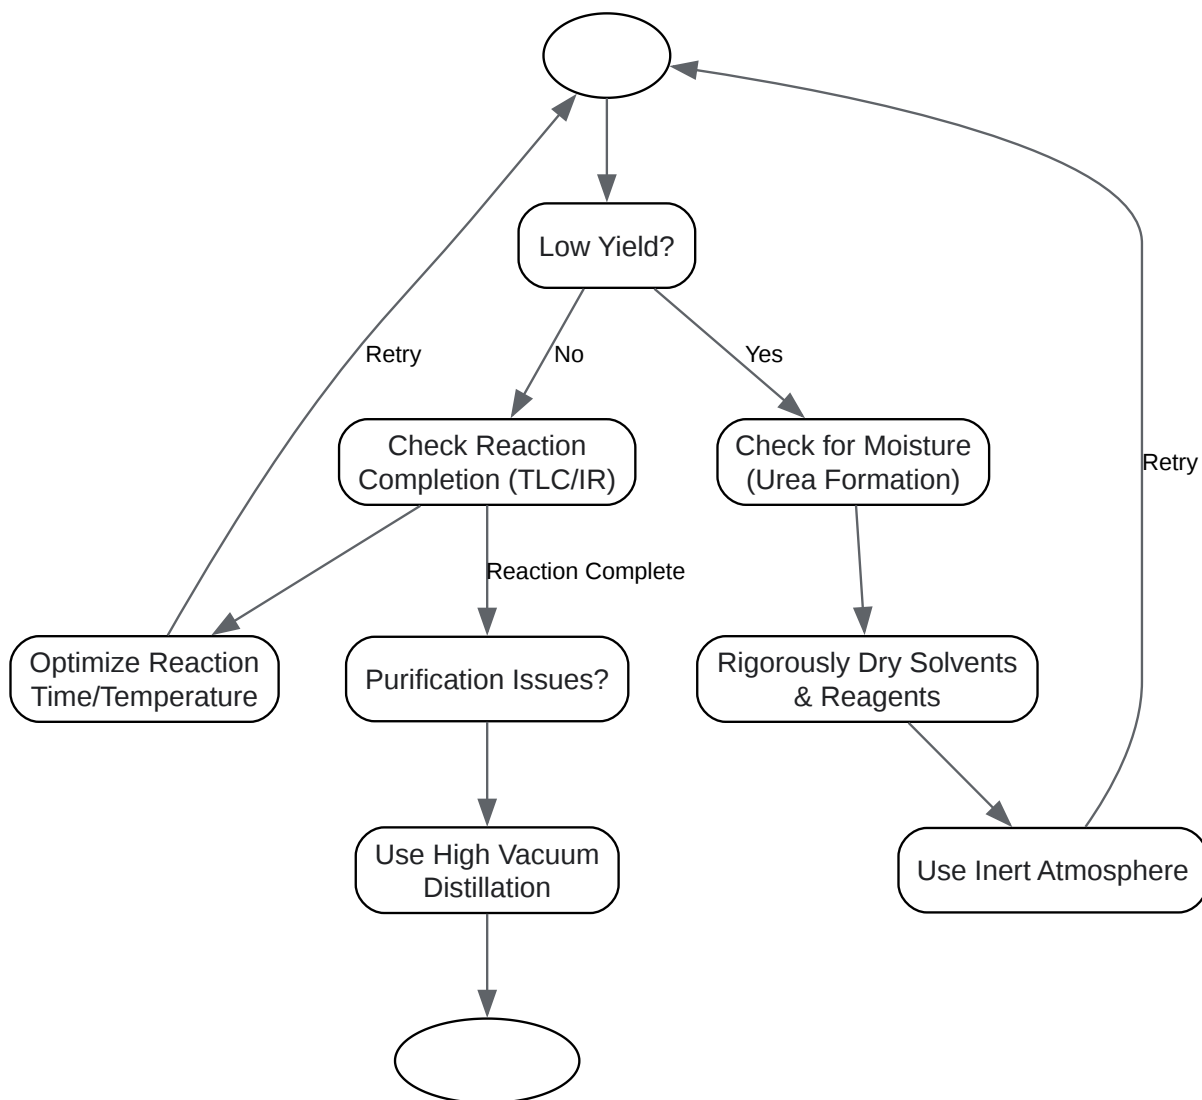 Low Yield?
Retry
No
Yes
Check Reaction
Completion (TLC/IR)
Check for Moisture
(Urea Formation)
Retry
Reaction Complete
Optimize Reaction
Time/Temperature
Purification Issues?
Rigorously Dry Solvents
& Reagents
Use High Vacuum
Distillation
Use Inert Atmosphere